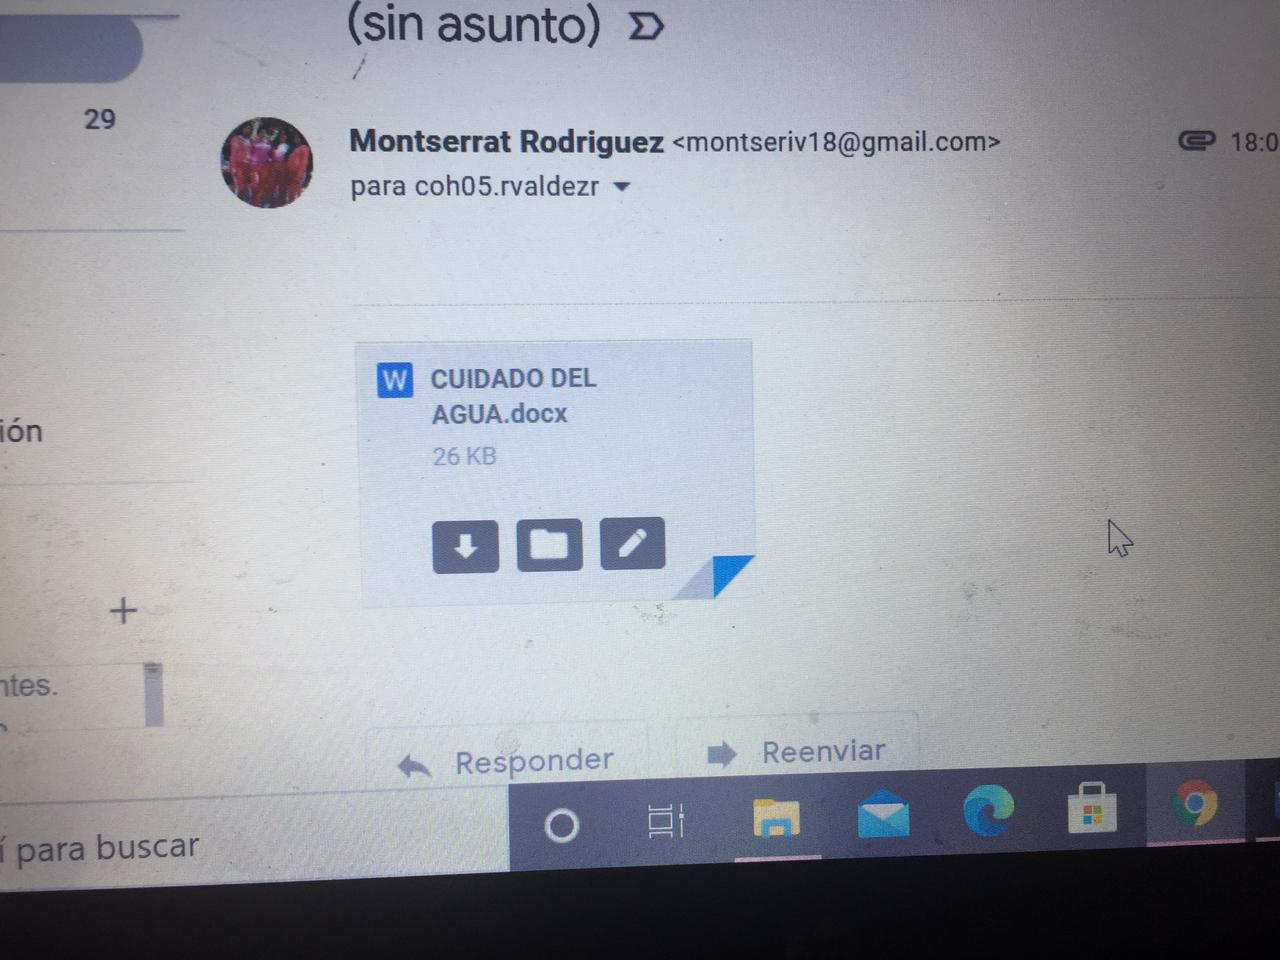 (sin asunto)
29
Montserrat Rodriguez <montseriv18@gmail.com>
18:0
para coh05.rvaldezr
W CUIDADO DEL
AGUA.docx
26 KB
ión
+
ntes.
Responder
Reenviar
í para buscar